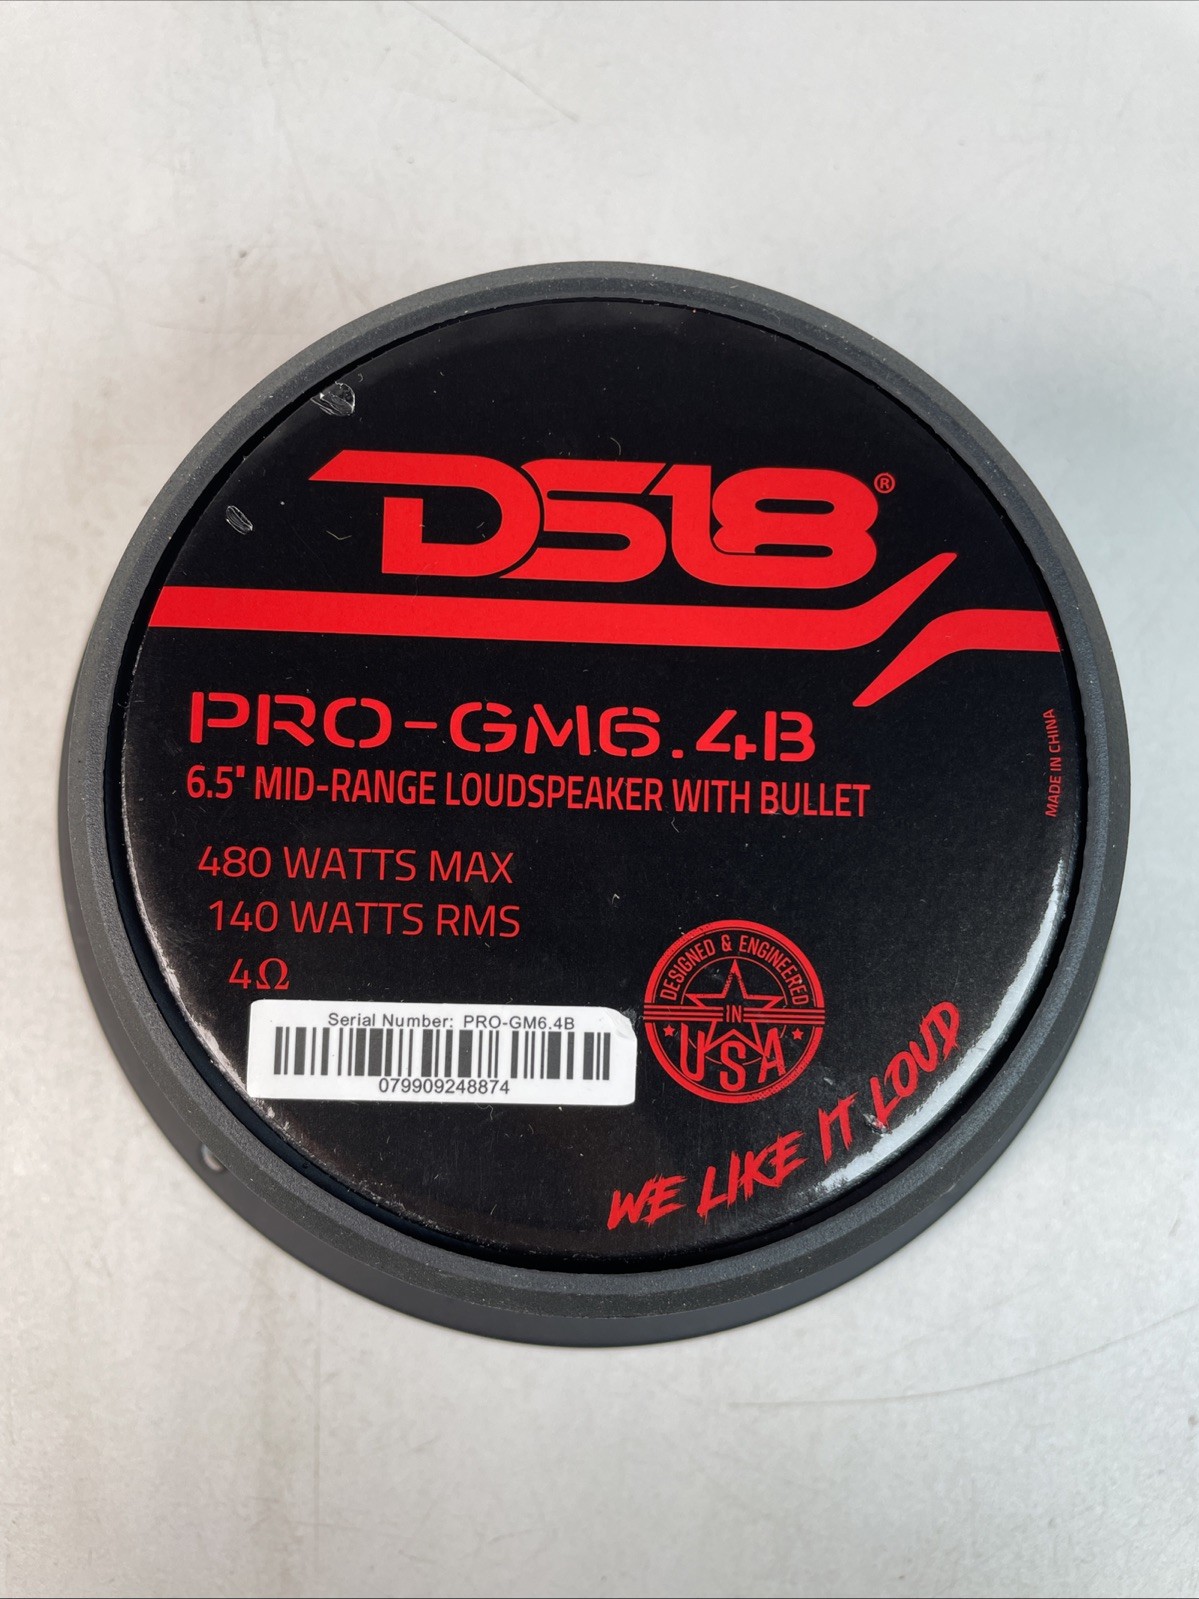 DS18®
PRO-GM6.4B
6.5" MID-RANGE LOUDSPEAKER WITH BULLET
MADE IN CHINA
480 WATTS MAX
140 WATTS RMS
4Ω
Serial Number: PRO-GM6.4B
079909248874
DESIGNED & ENGINEERED
IN
USA
WE LIKE IT LOUD